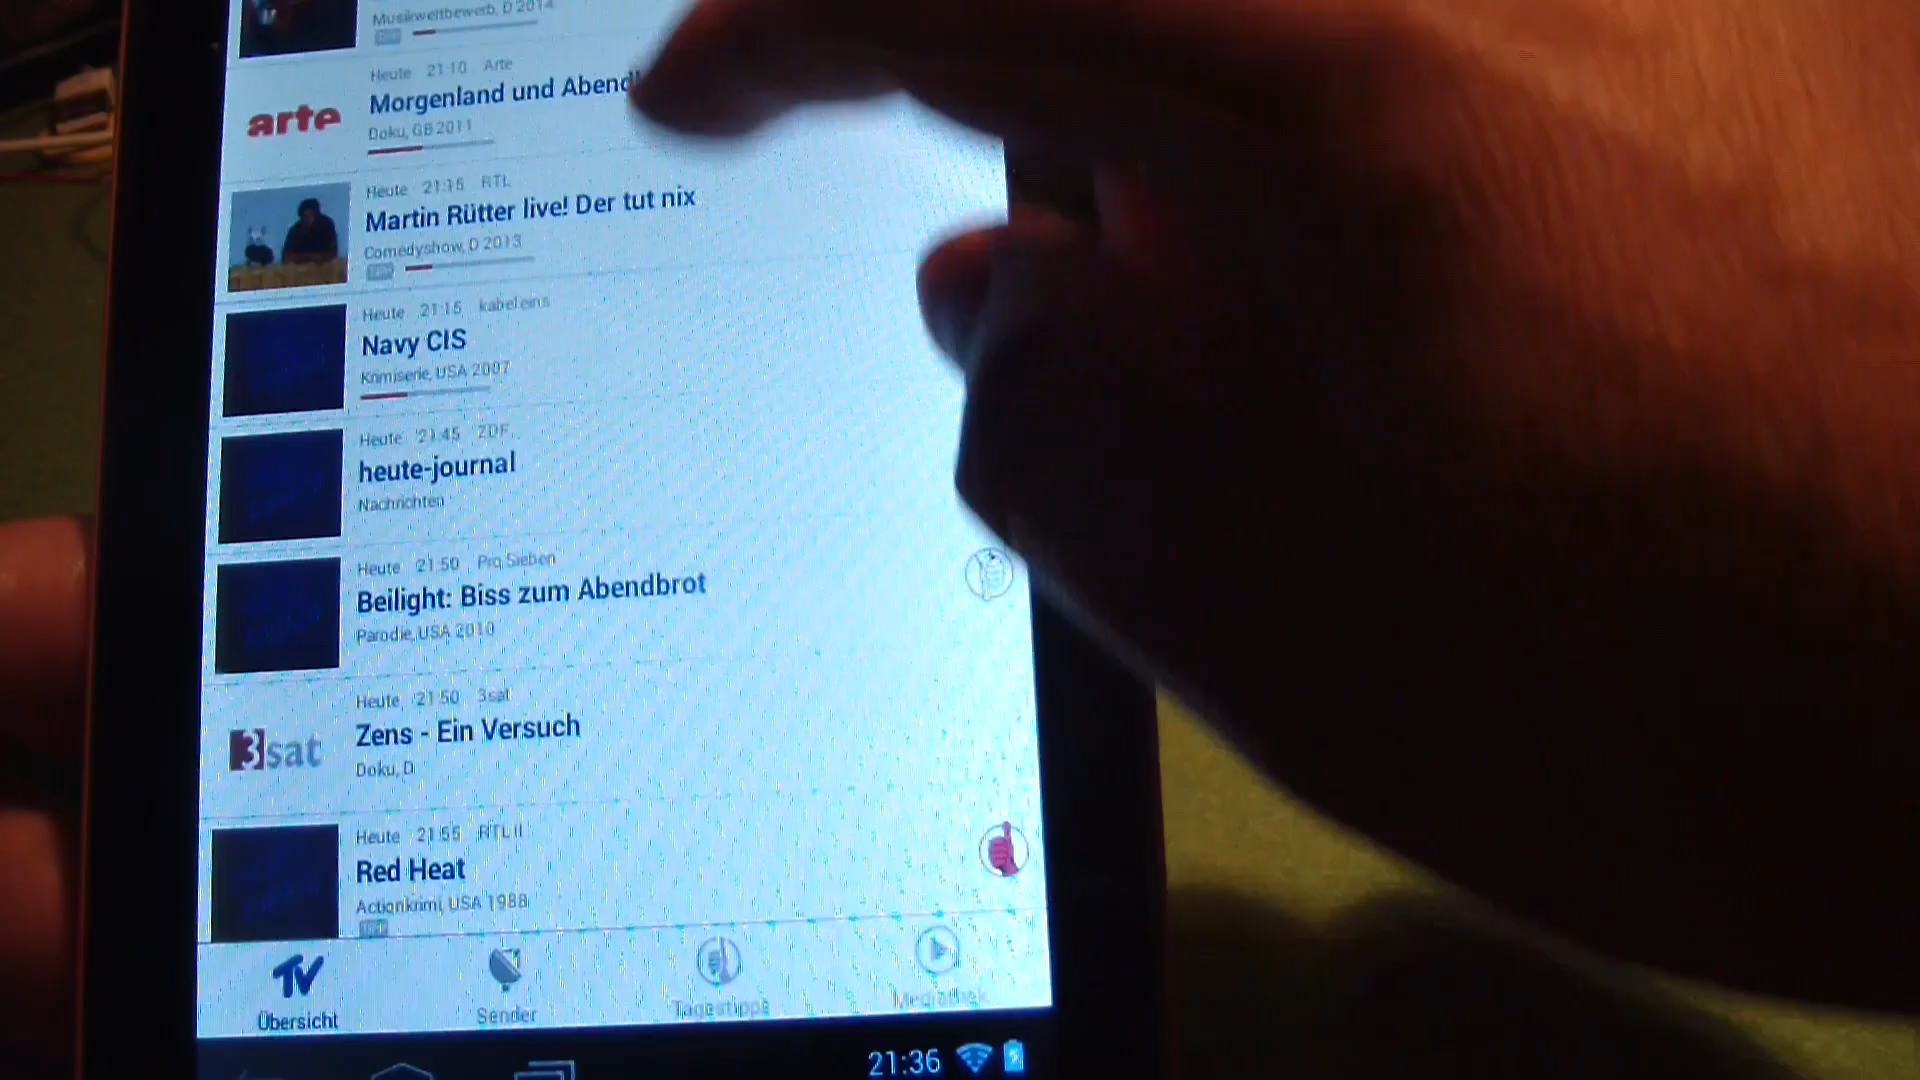 Musikwettbewerb, D 2014
Heute 21:10 Arte
arte
Morgenland und Abendl
Doku, GB 2011
Heute 21:15 RTL
Martin Rütter live! Der tut nix
Comedyshow, D 2013
Heute 21:15 kabel eins
Navy CIS
Krimiserie, USA 2007
Heute 21:45 ZDF
heute-journal
Nachrichten
Heute 21:50 Pro Sieben
Beilight: Biss zum Abendbrot
Parodie, USA 2010
Heute 21:50 3sat
3sat
Zens - Ein Versuch
Doku, D
Heute 21:55 RTL II
Red Heat
Actionkrimi, USA 1988
TV
Übersicht
Sender
Tagestipps
Mediathek
21:36